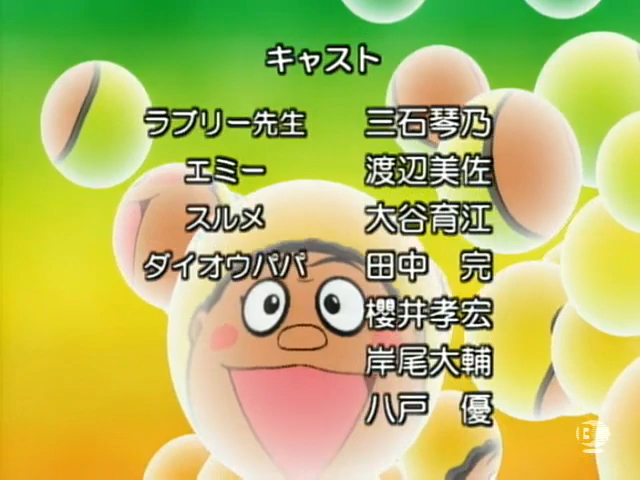 キャスト
ラブリー先生 三石琴乃
エミー 渡辺美佐
スルメ 大谷育江
ダイオウパパ 田中 完
櫻井孝宏
岸尾大輔
八戸 優